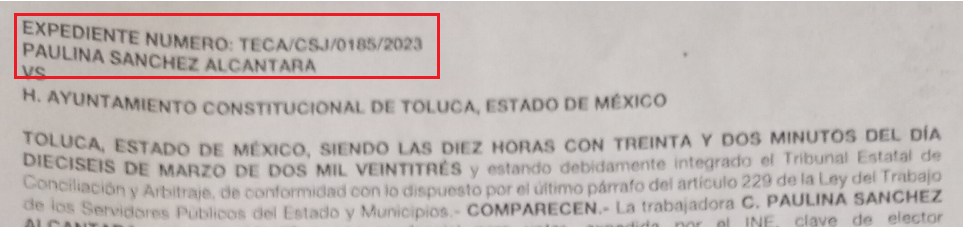 EXPEDIENTE NUMERO: TECA/CSJ/0185/2023
PAULINA SANCHEZ ALCANTARA
VS
H. AYUNTAMIENTO CONSTITUCIONAL DE TOLUCA, ESTADO DE MÉXICO
TOLUCA, ESTADO DE MÉXICO, SIENDO LAS DIEZ HORAS CON TREINTA Y DOS MINUTOS DEL DÍA
DIECISEIS DE MARZO DE DOS MIL VEINTITRÉS y estando debidamente integrado el Tribunal Estatal de
Conciliación y Arbitraje, de conformidad con lo dispuesto por el último párrafo del artículo 229 de la Ley del Trabajo
de los Servidores Públicos del Estado y Municipios.- COMPARECEN.- La trabajadora C. PAULINA SANCHEZ
ALCANTARA por el INE, clave de elector